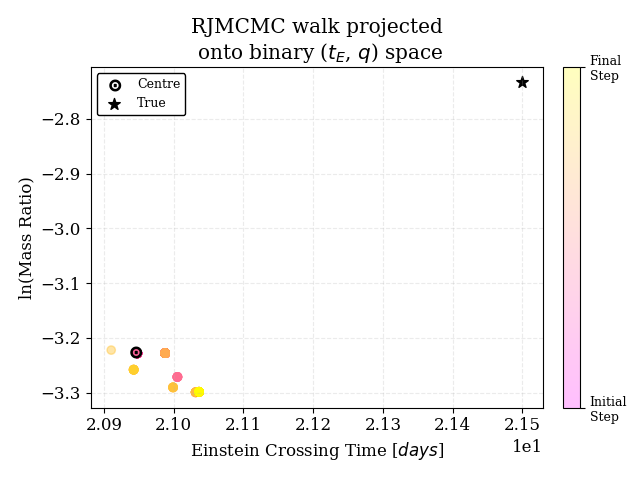 RJMCMC walk projected
onto binary (t_E, q) space
Centre
True
Final
Step
−2.8
−2.9
−3.0
−3.1
−3.2
−3.3
ln(Mass Ratio)
Initial
Step
2.09 2.10 2.11 2.12 2.13 2.14 2.15
1e1
Einstein Crossing Time [days]